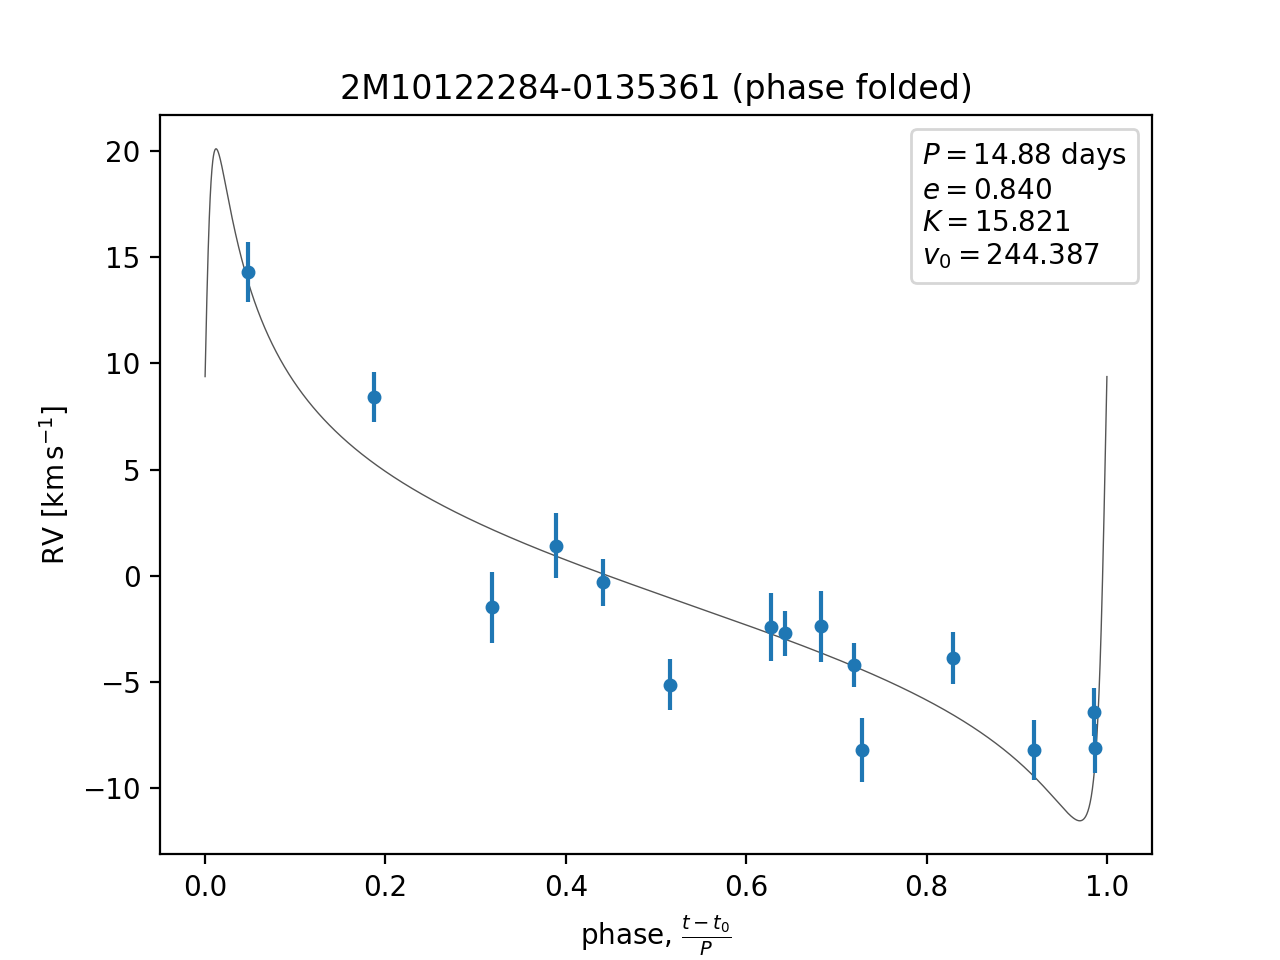 2M10122284-0135361 (phase folded)
P = 14.88 days
e = 0.840
K = 15.821
v₀ = 244.387
20
15
10
5
0
−5
−10
RV [km s⁻¹]
0.0 0.2 0.4 0.6 0.8 1.0
phase, (t − t₀)/P